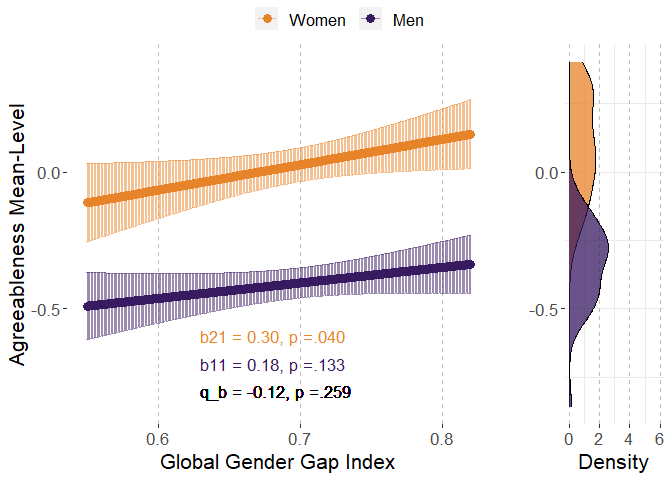 Women Men
Agreeableness Mean-Level
0.0
-0.5
b21 = 0.30, p = .040
b11 = 0.18, p = .133
q_b = -0.12, p = .259
0.6 0.7 0.8
Global Gender Gap Index
0.0
-0.5
0 2 4 6
Density